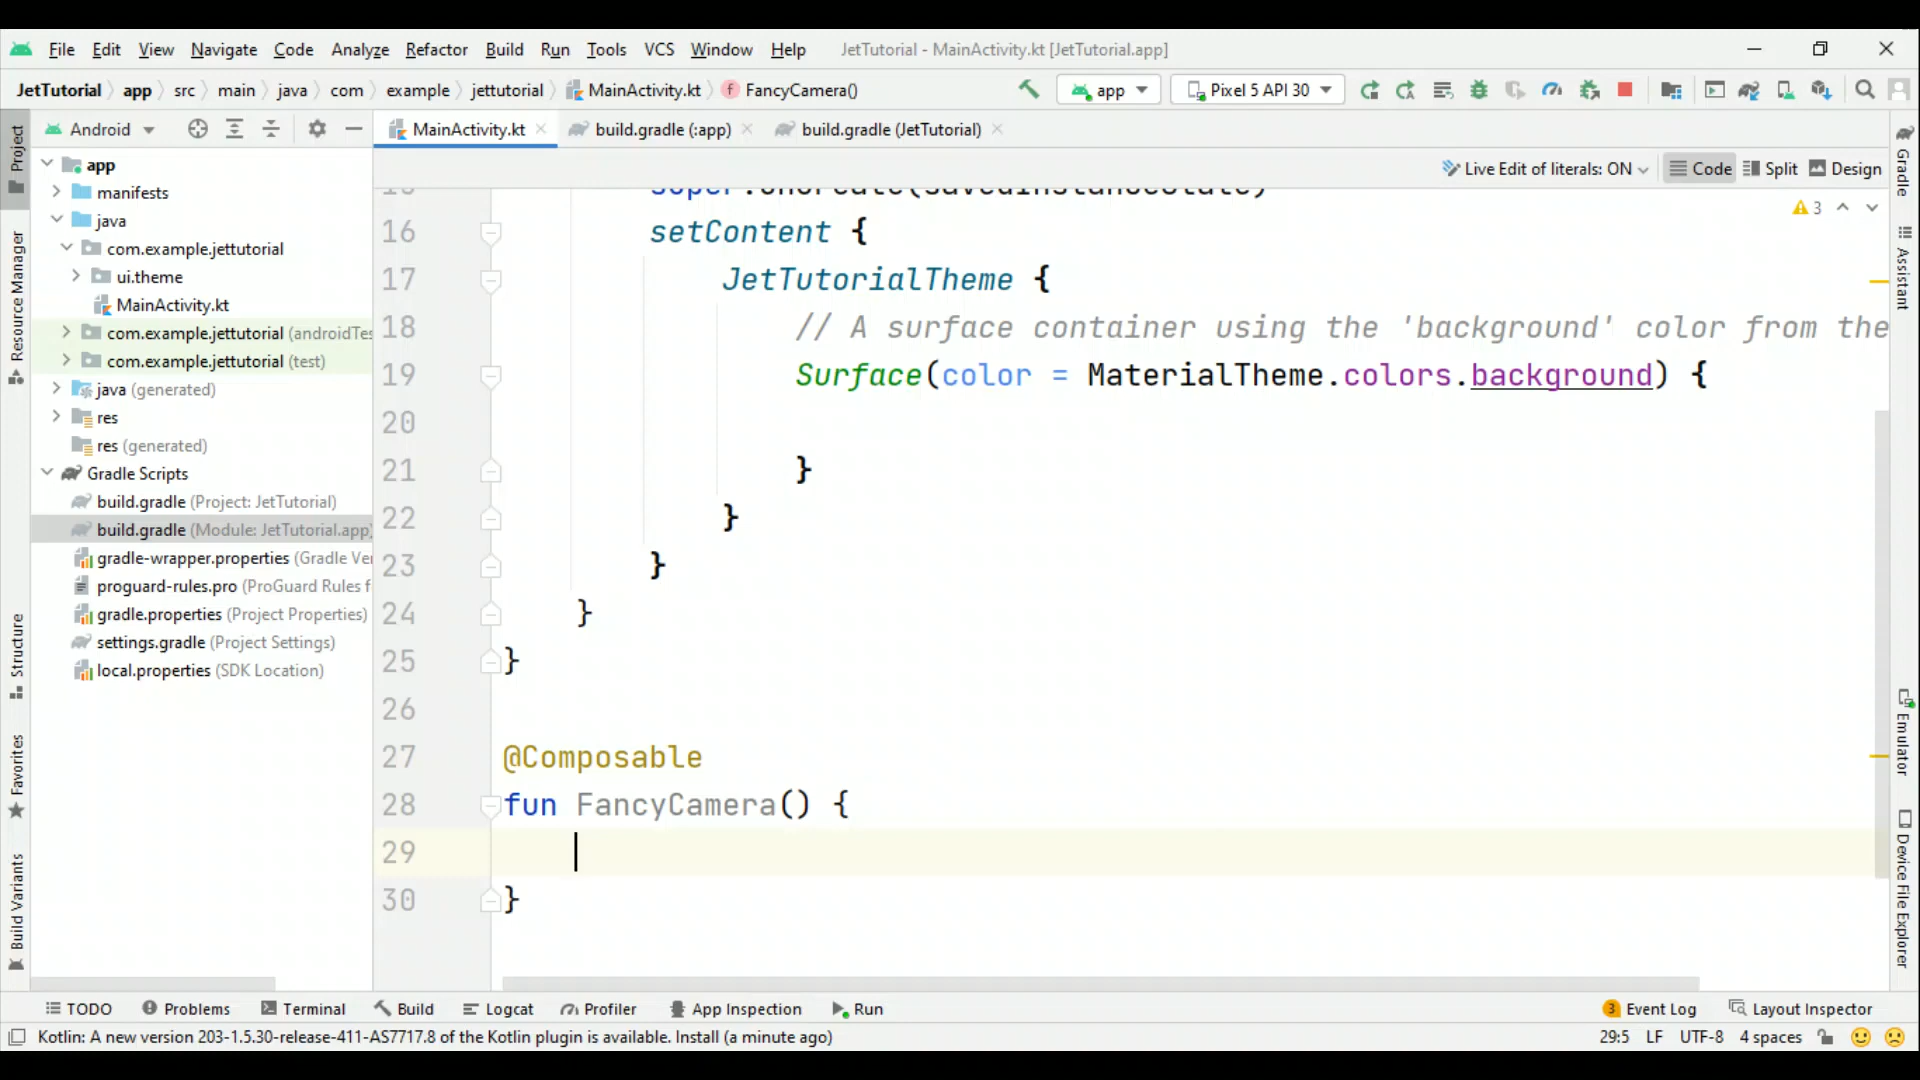 File Edit View Navigate Code Analyze Refactor Build Run Tools VCS Window Help JetTutorial - MainActivity.kt [JetTutorial.app]
JetTutorial app src main java com example jettutorial MainActivity.kt FancyCamera() app Pixel 5 API 30
Android MainActivity.kt build.gradle (:app) build.gradle (JetTutorial)
Live Edit of literals: ON Code Split Design
3
app
manifests
java
com.example.jettutorial
ui.theme
MainActivity.kt
com.example.jettutorial (androidTes
com.example.jettutorial (test)
java (generated)
res
res (generated)
Gradle Scripts
build.gradle (Project: JetTutorial)
build.gradle (Module: JetTutorial.app)
gradle-wrapper.properties (Gradle Ve
proguard-rules.pro (ProGuard Rules f
gradle.properties (Project Properties)
settings.gradle (Project Settings)
local.properties (SDK Location)
super.onCreate(savedInstanceState)
16 setContent {
17 JetTutorialTheme {
18 // A surface container using the 'background' color from the
19 Surface(color = MaterialTheme.colors.background) {
20
21 }
22 }
23 }
24 }
25 }
26
27 @Composable
28 fun FancyCamera() {
29
30 }
Project
Resource Manager
Structure
Favorites
Build Variants
Gradle
Assistant
Emulator
Device File Explorer
TODO Problems Terminal Build Logcat Profiler App Inspection Run 3 Event Log Layout Inspector
Kotlin: A new version 203-1.5.30-release-411-AS7717.8 of the Kotlin plugin is available. Install (a minute ago) 29:5 LF UTF-8 4 spaces